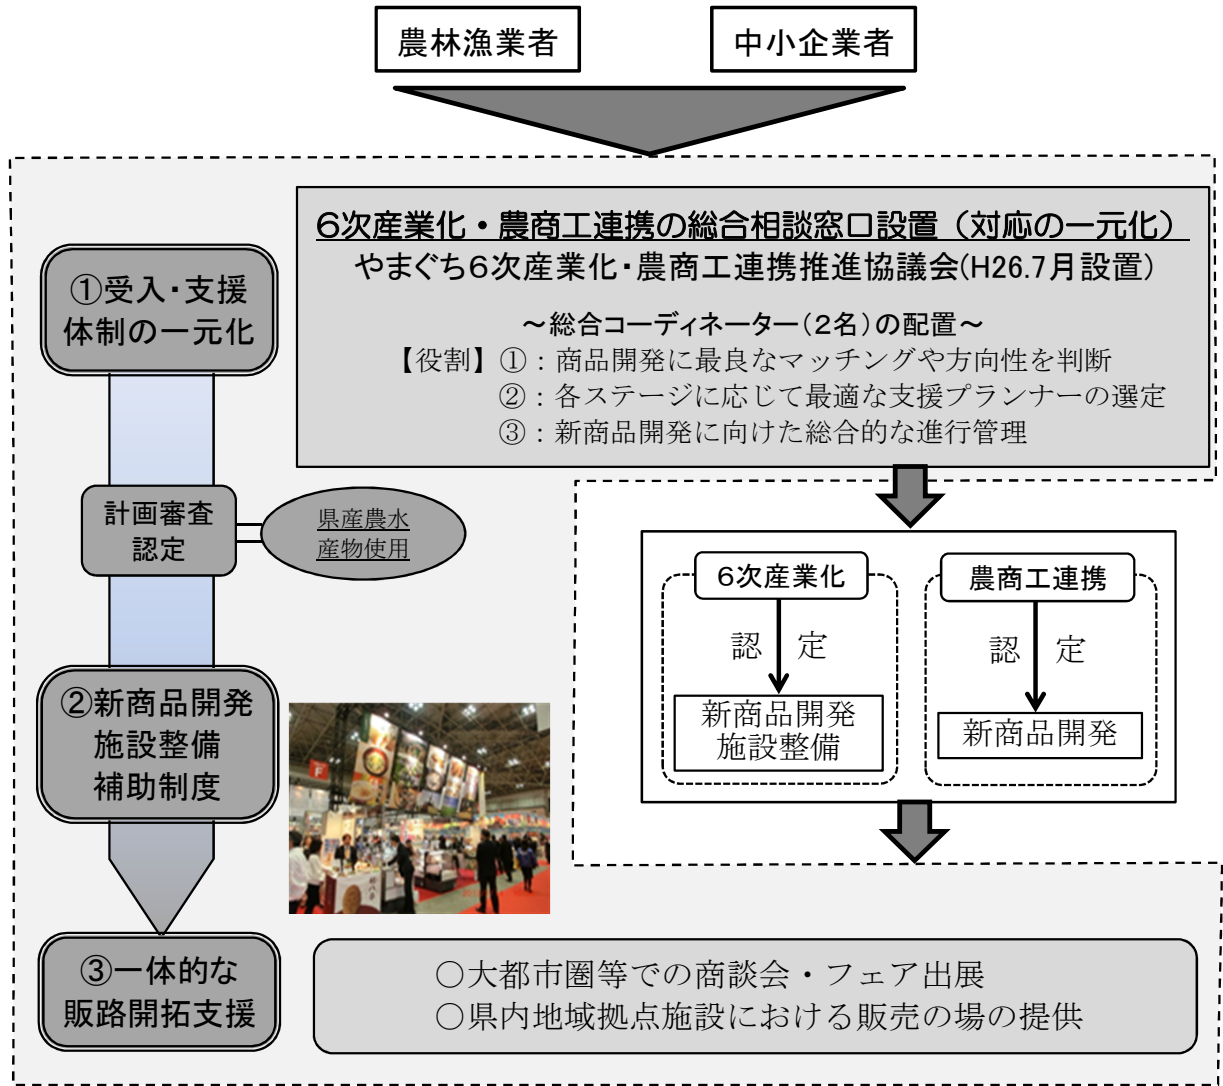 農林漁業者
中小企業者
6次産業化・農商工連携の総合相談窓口設置（対応の一元化）
やまぐち6次産業化・農商工連携推進協議会(H26.7月設置)
～総合コーディネーター(2名)の配置～
【役割】①：商品開発に最良なマッチングや方向性を判断
②：各ステージに応じて最適な支援プランナーの選定
③：新商品開発に向けた総合的な進行管理
①受入・支援
体制の一元化
計画審査
認定
県産農水
産物使用
6次産業化
認　定
新商品開発
施設整備
農商工連携
認　定
新商品開発
②新商品開発
施設整備
補助制度
F
③一体的な
販路開拓支援
○大都市圏等での商談会・フェア出展
○県内地域拠点施設における販売の場の提供